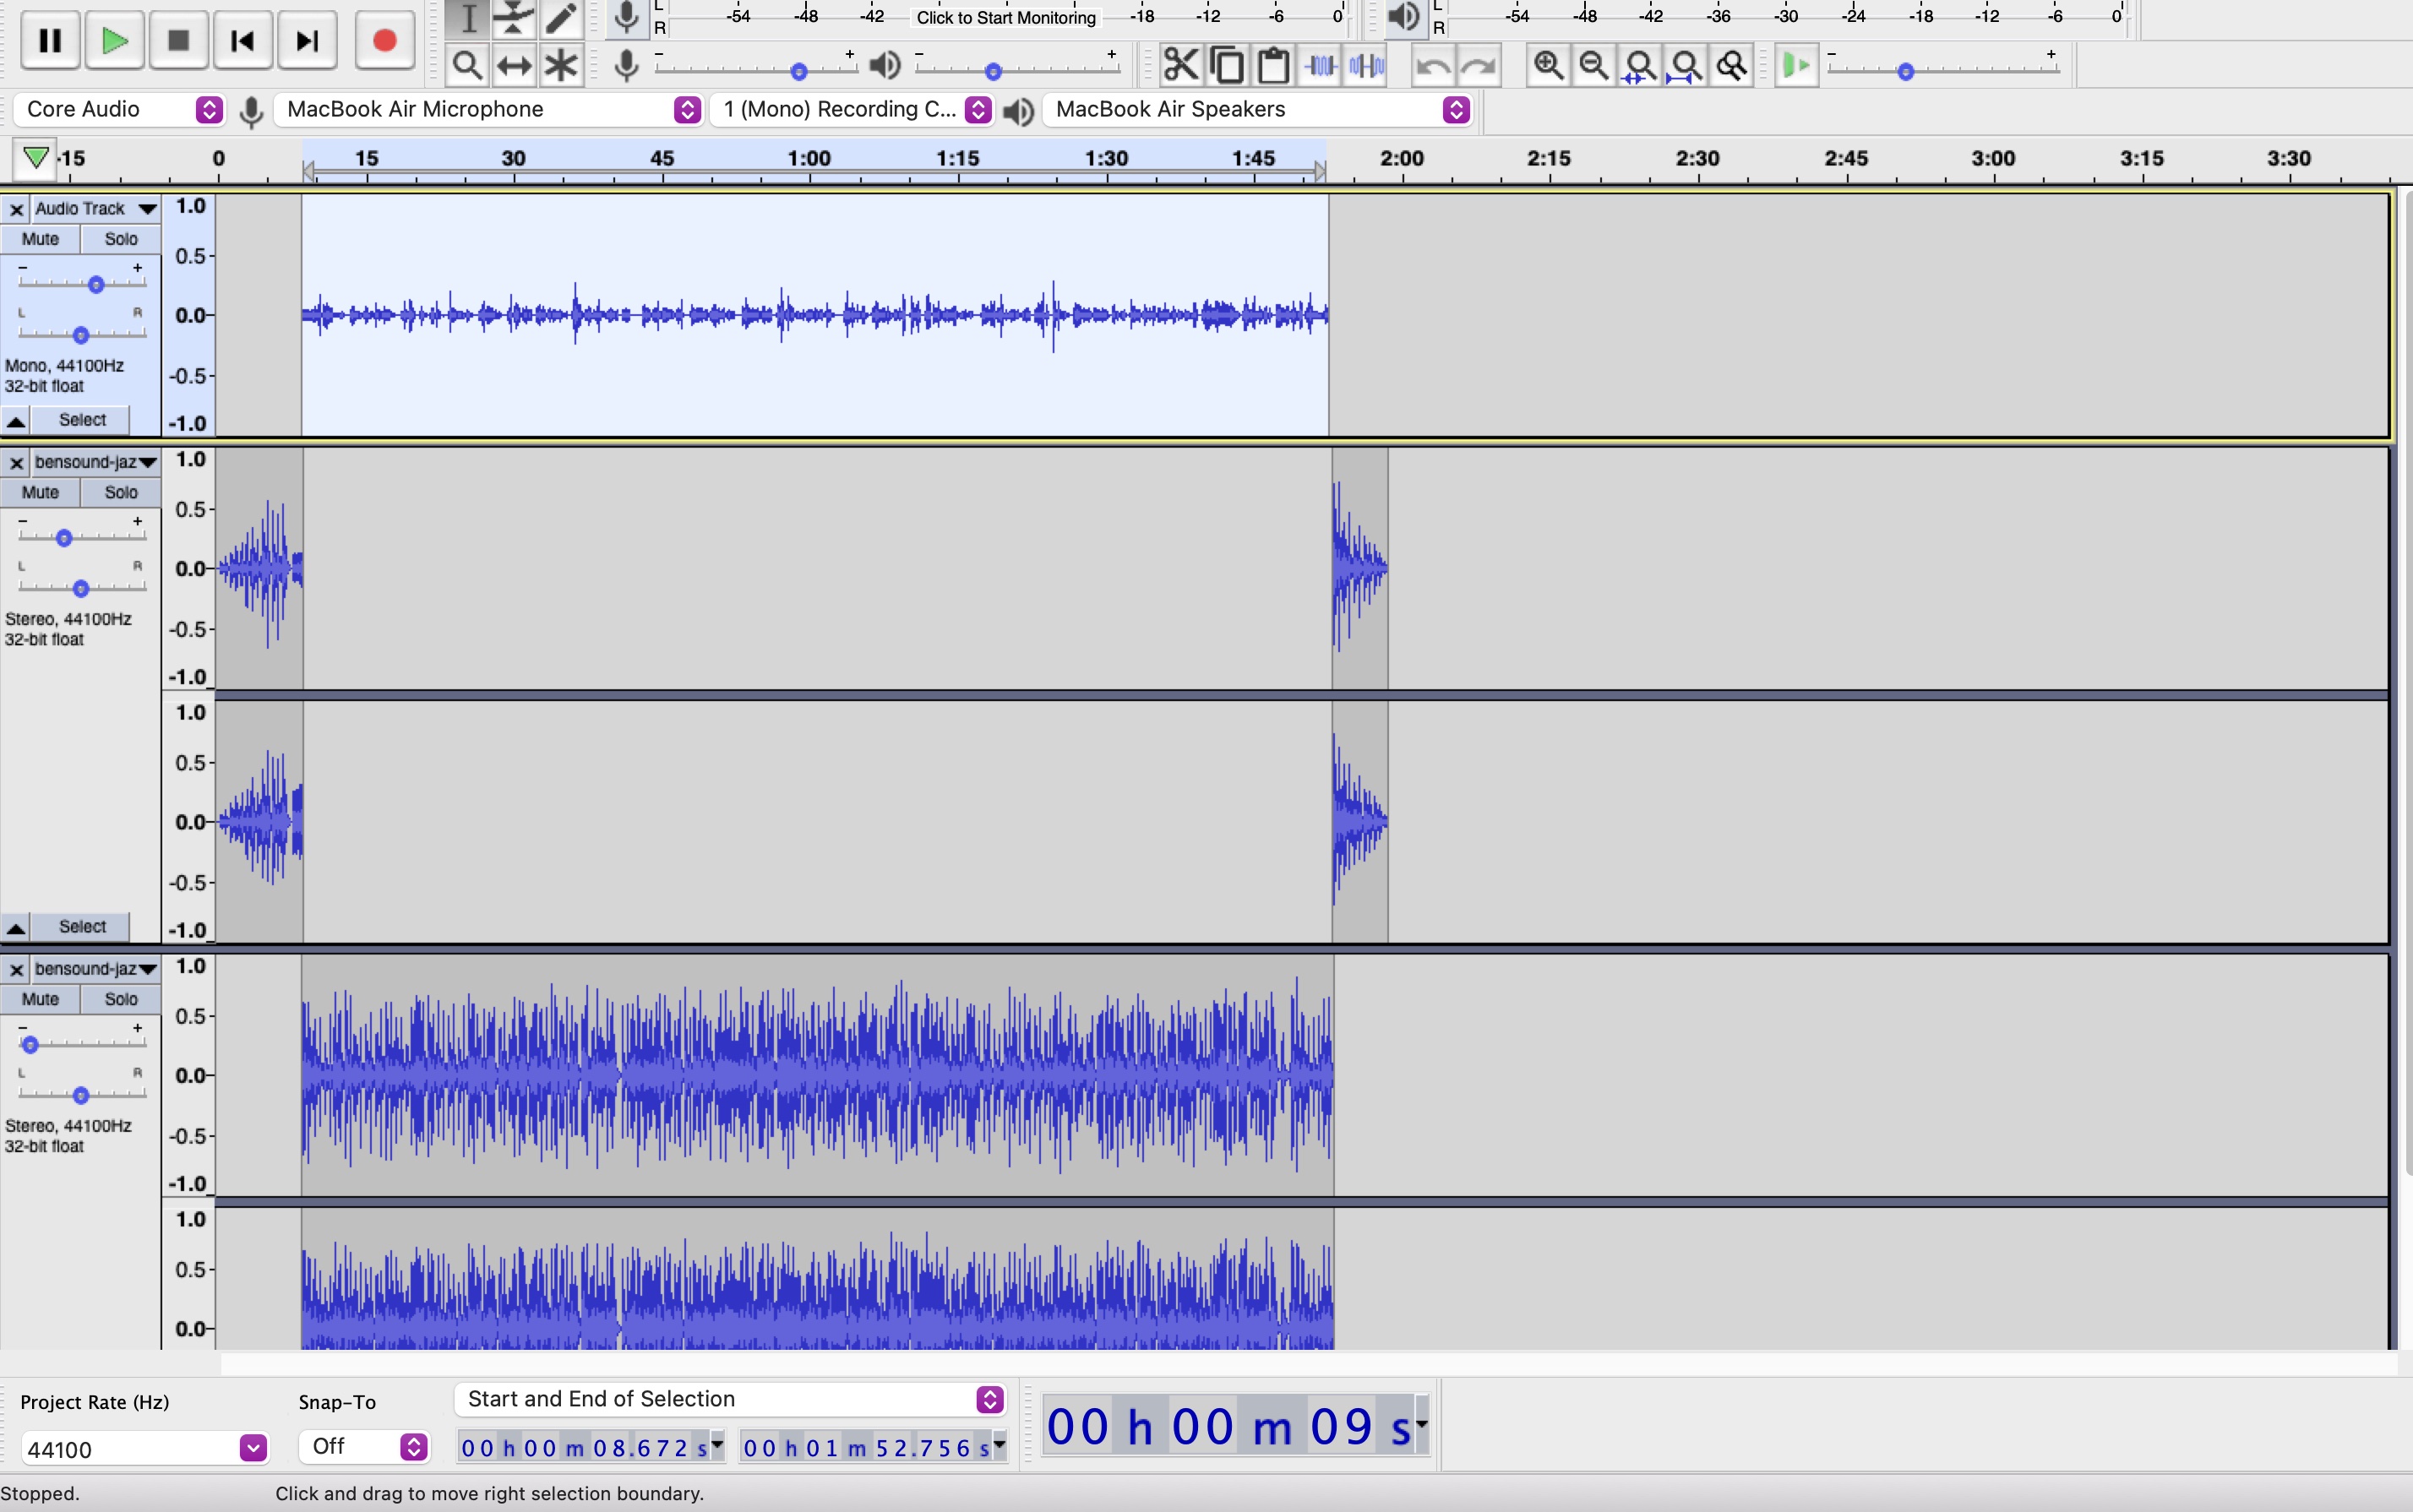 L -54 -48 -42 Click to Start Monitoring -18 -12 -6 0 L -54 -48 -42 -36 -30 -24 -18 -12 -6 0
R R
- + - + - +
Core Audio MacBook Air Microphone 1 (Mono) Recording C... MacBook Air Speakers
-15 0 15 30 45 1:00 1:15 1:30 1:45 2:00 2:15 2:30 2:45 3:00 3:15 3:30
Audio Track 1.0
Mute Solo
0.5
- +
L R 0.0
Mono, 44100Hz
-0.5
32-bit float
Select -1.0
bensound-jaz 1.0
Mute Solo
0.5
- +
L R 0.0
Stereo, 44100Hz
-0.5
32-bit float
-1.0
1.0
0.5
0.0
-0.5
Select -1.0
bensound-jaz 1.0
Mute Solo
0.5
- +
L R 0.0
Stereo, 44100Hz
-0.5
32-bit float
-1.0
1.0
0.5
0.0
Project Rate (Hz) Snap-To Start and End of Selection
44100 Off 00 h 00 m 08.672 s 00 h 01 m 52.756 s 00 h 00 m 09 s
Stopped. Click and drag to move right selection boundary.